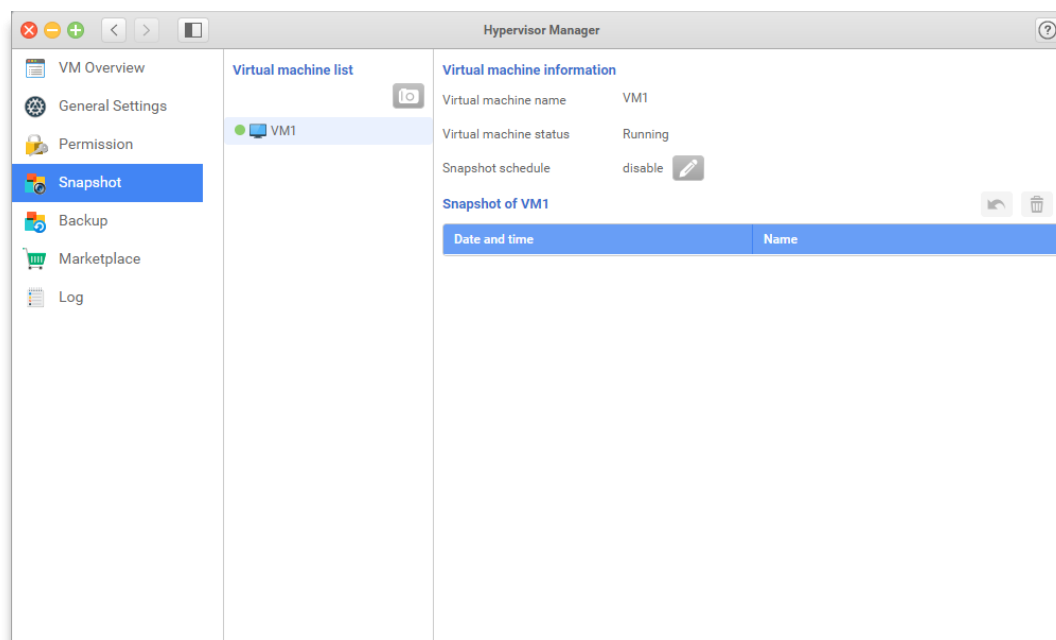 Hypervisor Manager
?
VM Overview
General Settings
Permission
Snapshot
Backup
Marketplace
Log
Virtual machine list
VM1
Virtual machine information
Virtual machine name VM1
Virtual machine status Running
Snapshot schedule disable
Snapshot of VM1
Date and time Name